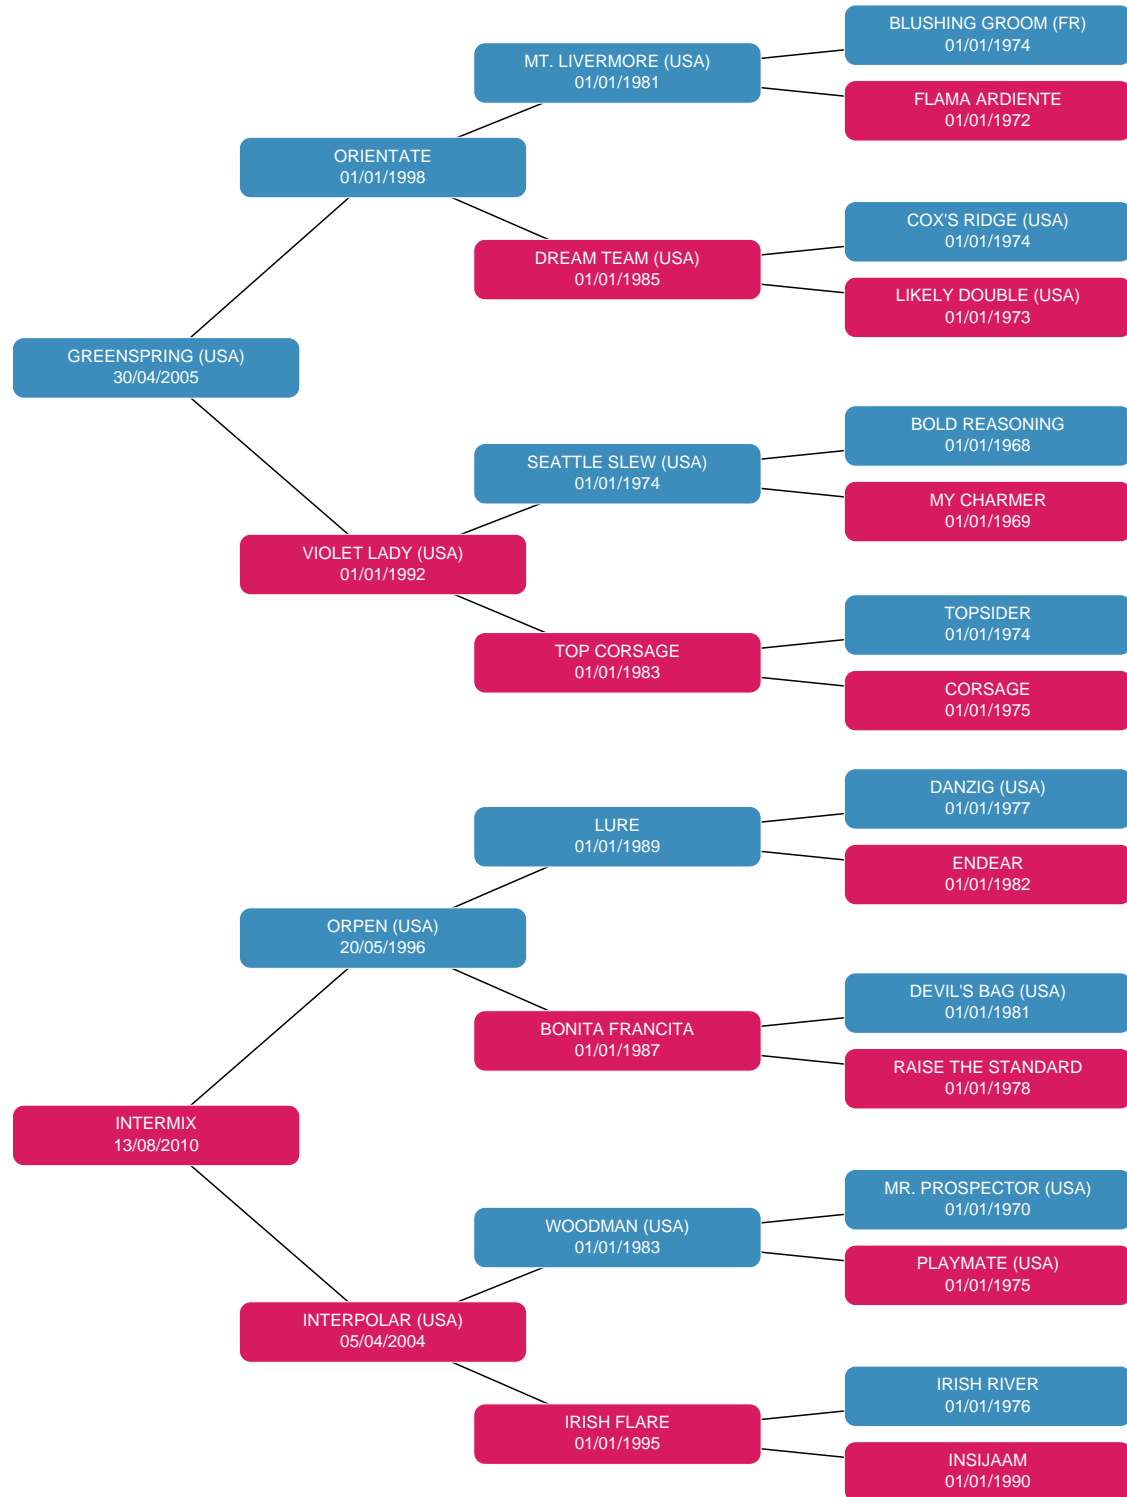 BLUSHING GROOM (FR)
01/01/1974
MT. LIVERMORE (USA)
01/01/1981
FLAMA ARDIENTE
01/01/1972
ORIENTATE
01/01/1998
COX'S RIDGE (USA)
01/01/1974
DREAM TEAM (USA)
01/01/1985
LIKELY DOUBLE (USA)
01/01/1973
GREENSPRING (USA)
30/04/2005
BOLD REASONING
01/01/1968
SEATTLE SLEW (USA)
01/01/1974
MY CHARMER
01/01/1969
VIOLET LADY (USA)
01/01/1992
TOPSIDER
01/01/1974
TOP CORSAGE
01/01/1983
CORSAGE
01/01/1975
DANZIG (USA)
01/01/1977
LURE
01/01/1989
ENDEAR
01/01/1982
ORPEN (USA)
20/05/1996
DEVIL'S BAG (USA)
01/01/1981
BONITA FRANCITA
01/01/1987
RAISE THE STANDARD
01/01/1978
INTERMIX
13/08/2010
MR. PROSPECTOR (USA)
01/01/1970
WOODMAN (USA)
01/01/1983
PLAYMATE (USA)
01/01/1975
INTERPOLAR (USA)
05/04/2004
IRISH RIVER
01/01/1976
IRISH FLARE
01/01/1995
INSIJAAM
01/01/1990